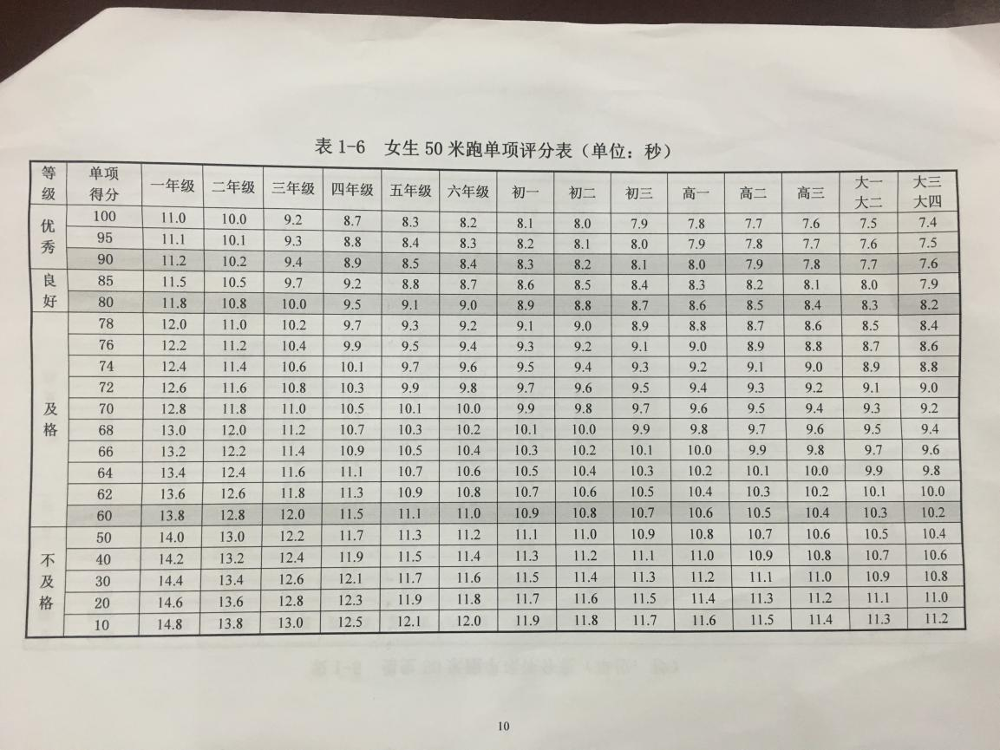 表 1-6 女生 50 米跑单项评分表（单位：秒）
等级 单项得分 一年级 二年级 三年级 四年级 五年级 六年级 初一 初二 初三 高一 高二 高三 大一大二 大三大四
优秀 100 11.0 10.0 9.2 8.7 8.3 8.2 8.1 8.0 7.9 7.8 7.7 7.6 7.5 7.4
95 11.1 10.1 9.3 8.8 8.4 8.3 8.2 8.1 8.0 7.9 7.8 7.7 7.6 7.5
90 11.2 10.2 9.4 8.9 8.5 8.4 8.3 8.2 8.1 8.0 7.9 7.8 7.7 7.6
良好 85 11.5 10.5 9.7 9.2 8.8 8.7 8.6 8.5 8.4 8.3 8.2 8.1 8.0 7.9
80 11.8 10.8 10.0 9.5 9.1 9.0 8.9 8.8 8.7 8.6 8.5 8.4 8.3 8.2
及格 78 12.0 11.0 10.2 9.7 9.3 9.2 9.1 9.0 8.9 8.8 8.7 8.6 8.5 8.4
76 12.2 11.2 10.4 9.9 9.5 9.4 9.3 9.2 9.1 9.0 8.9 8.8 8.7 8.6
74 12.4 11.4 10.6 10.1 9.7 9.6 9.5 9.4 9.3 9.2 9.1 9.0 8.9 8.8
72 12.6 11.6 10.8 10.3 9.9 9.8 9.7 9.6 9.5 9.4 9.3 9.2 9.1 9.0
70 12.8 11.8 11.0 10.5 10.1 10.0 9.9 9.8 9.7 9.6 9.5 9.4 9.3 9.2
68 13.0 12.0 11.2 10.7 10.3 10.2 10.1 10.0 9.9 9.8 9.7 9.6 9.5 9.4
66 13.2 12.2 11.4 10.9 10.5 10.4 10.3 10.2 10.1 10.0 9.9 9.8 9.7 9.6
64 13.4 12.4 11.6 11.1 10.7 10.6 10.5 10.4 10.3 10.2 10.1 10.0 9.9 9.8
62 13.6 12.6 11.8 11.3 10.9 10.8 10.7 10.6 10.5 10.4 10.3 10.2 10.1 10.0
60 13.8 12.8 12.0 11.5 11.1 11.0 10.9 10.8 10.7 10.6 10.5 10.4 10.3 10.2
不及格 50 14.0 13.0 12.2 11.7 11.3 11.2 11.1 11.0 10.9 10.8 10.7 10.6 10.5 10.4
40 14.2 13.2 12.4 11.9 11.5 11.4 11.3 11.2 11.1 11.0 10.9 10.8 10.7 10.6
30 14.4 13.4 12.6 12.1 11.7 11.6 11.5 11.4 11.3 11.2 11.1 11.0 10.9 10.8
20 14.6 13.6 12.8 12.3 11.9 11.8 11.7 11.6 11.5 11.4 11.3 11.2 11.1 11.0
10 14.8 13.8 13.0 12.5 12.1 12.0 11.9 11.8 11.7 11.6 11.5 11.4 11.3 11.2
10